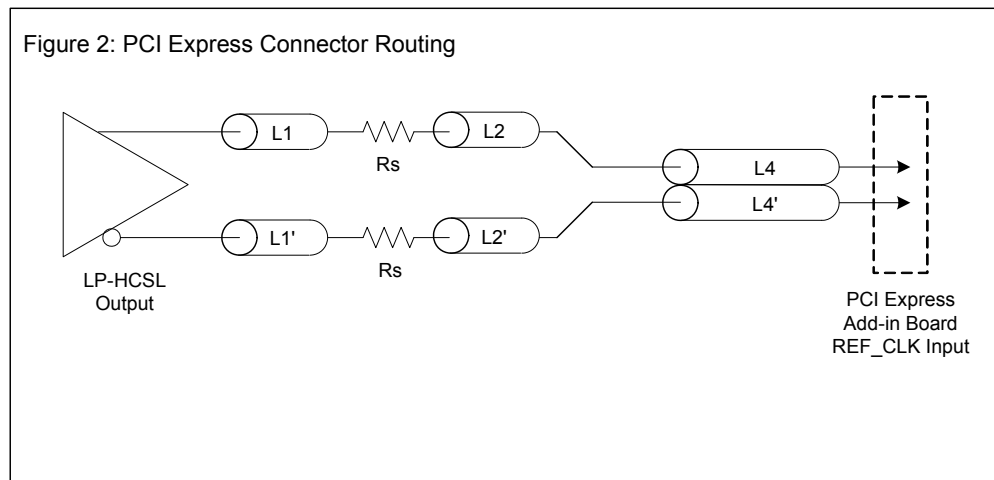 Figure 2: PCI Express Connector Routing
L1
Rs
L2
L4
L4'
L1'
Rs
L2'
LP-HCSL
Output
PCI Express
Add-in Board
REF_CLK Input